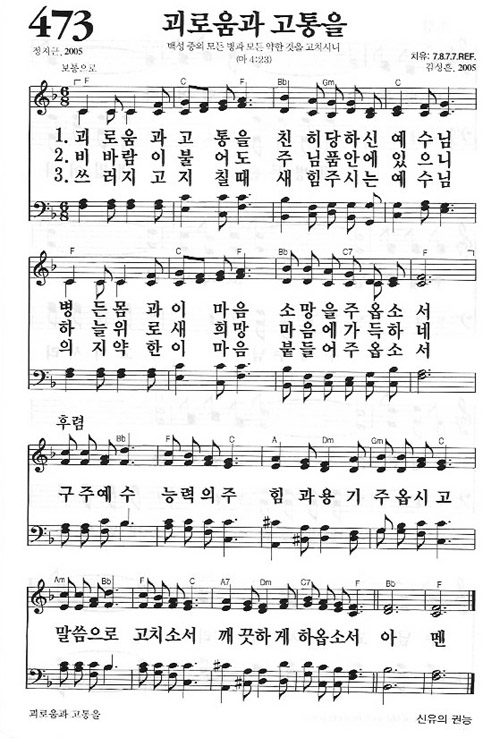 473
괴로움과 고통을
백성 중의 모든 병과 모든 약한 것을 고치시니
(마 4:23)
정치근, 2005
치유: 7.8.7.7.REF.
김성흔, 2005
보통으로
F C F Bb Gm C
1. 괴 로 움 과 고 통 을 친 히 당 하 신 예 수 님
2. 비 바 람 이 불 어 도 주 님 품 안 에 있 으 니
3. 쓰 러 지 고 지 칠 때 새 힘 주 시 는 예 수 님
F C F Bb C7 F
병 든 몸 과 이 마 음 소 망 을 주 옵 소 서
하 늘 위 로 새 희 망 마 음 에 가 득 하 네
의 지 약 한 이 마 음 붙 들 어 주 옵 소 서
후렴
F Bb F C A Dm Gm C
구 주 예 수 능 력 의 주 힘 과 용 기 주 옵 시 고
Am Bb F C A7 Dm Gm C F Bb F
말 씀 으 로 고 치 소 서 깨 끗 하 게 하 옵 소 서 아 멘
괴로움과 고통을
신유의 권능